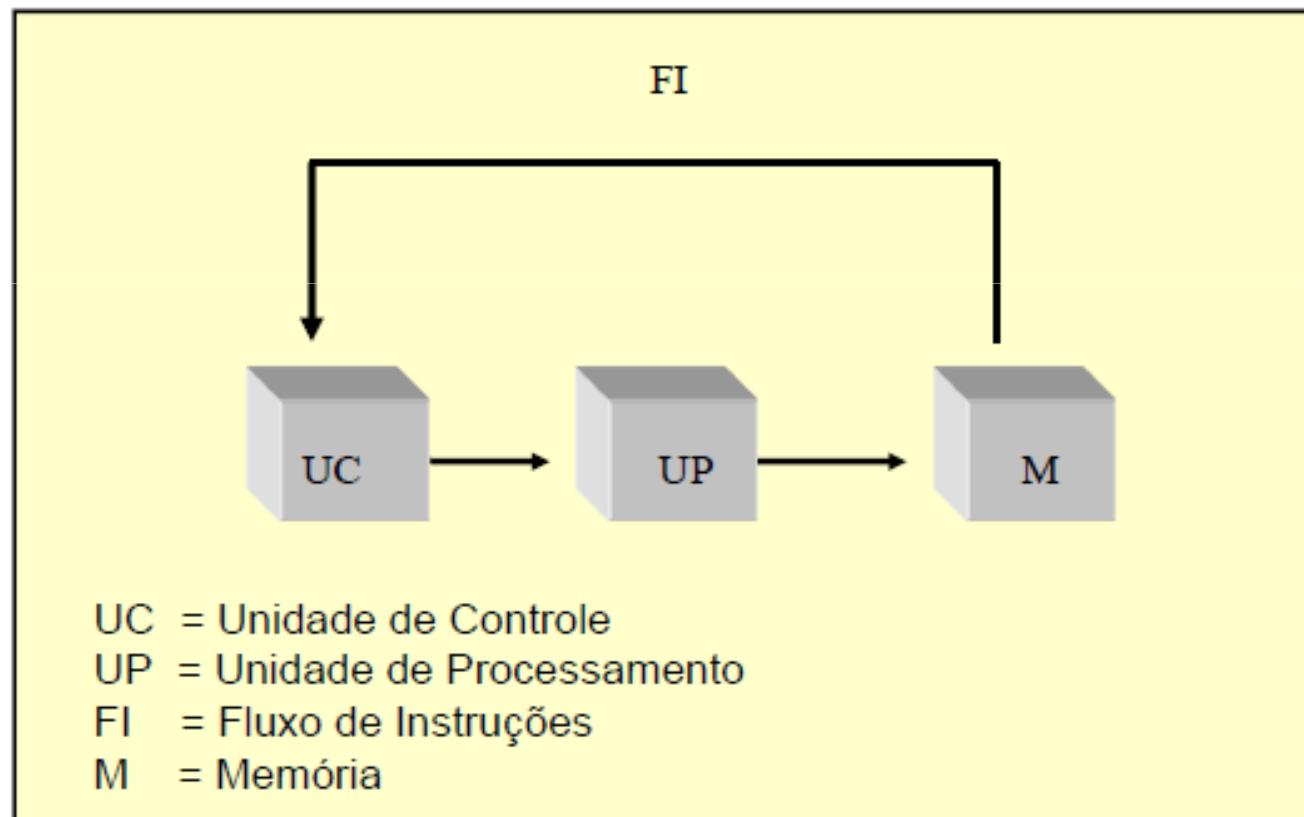 FI
UC UP M
UC = Unidade de Controle
UP = Unidade de Processamento
FI = Fluxo de Instruções
M = Memória